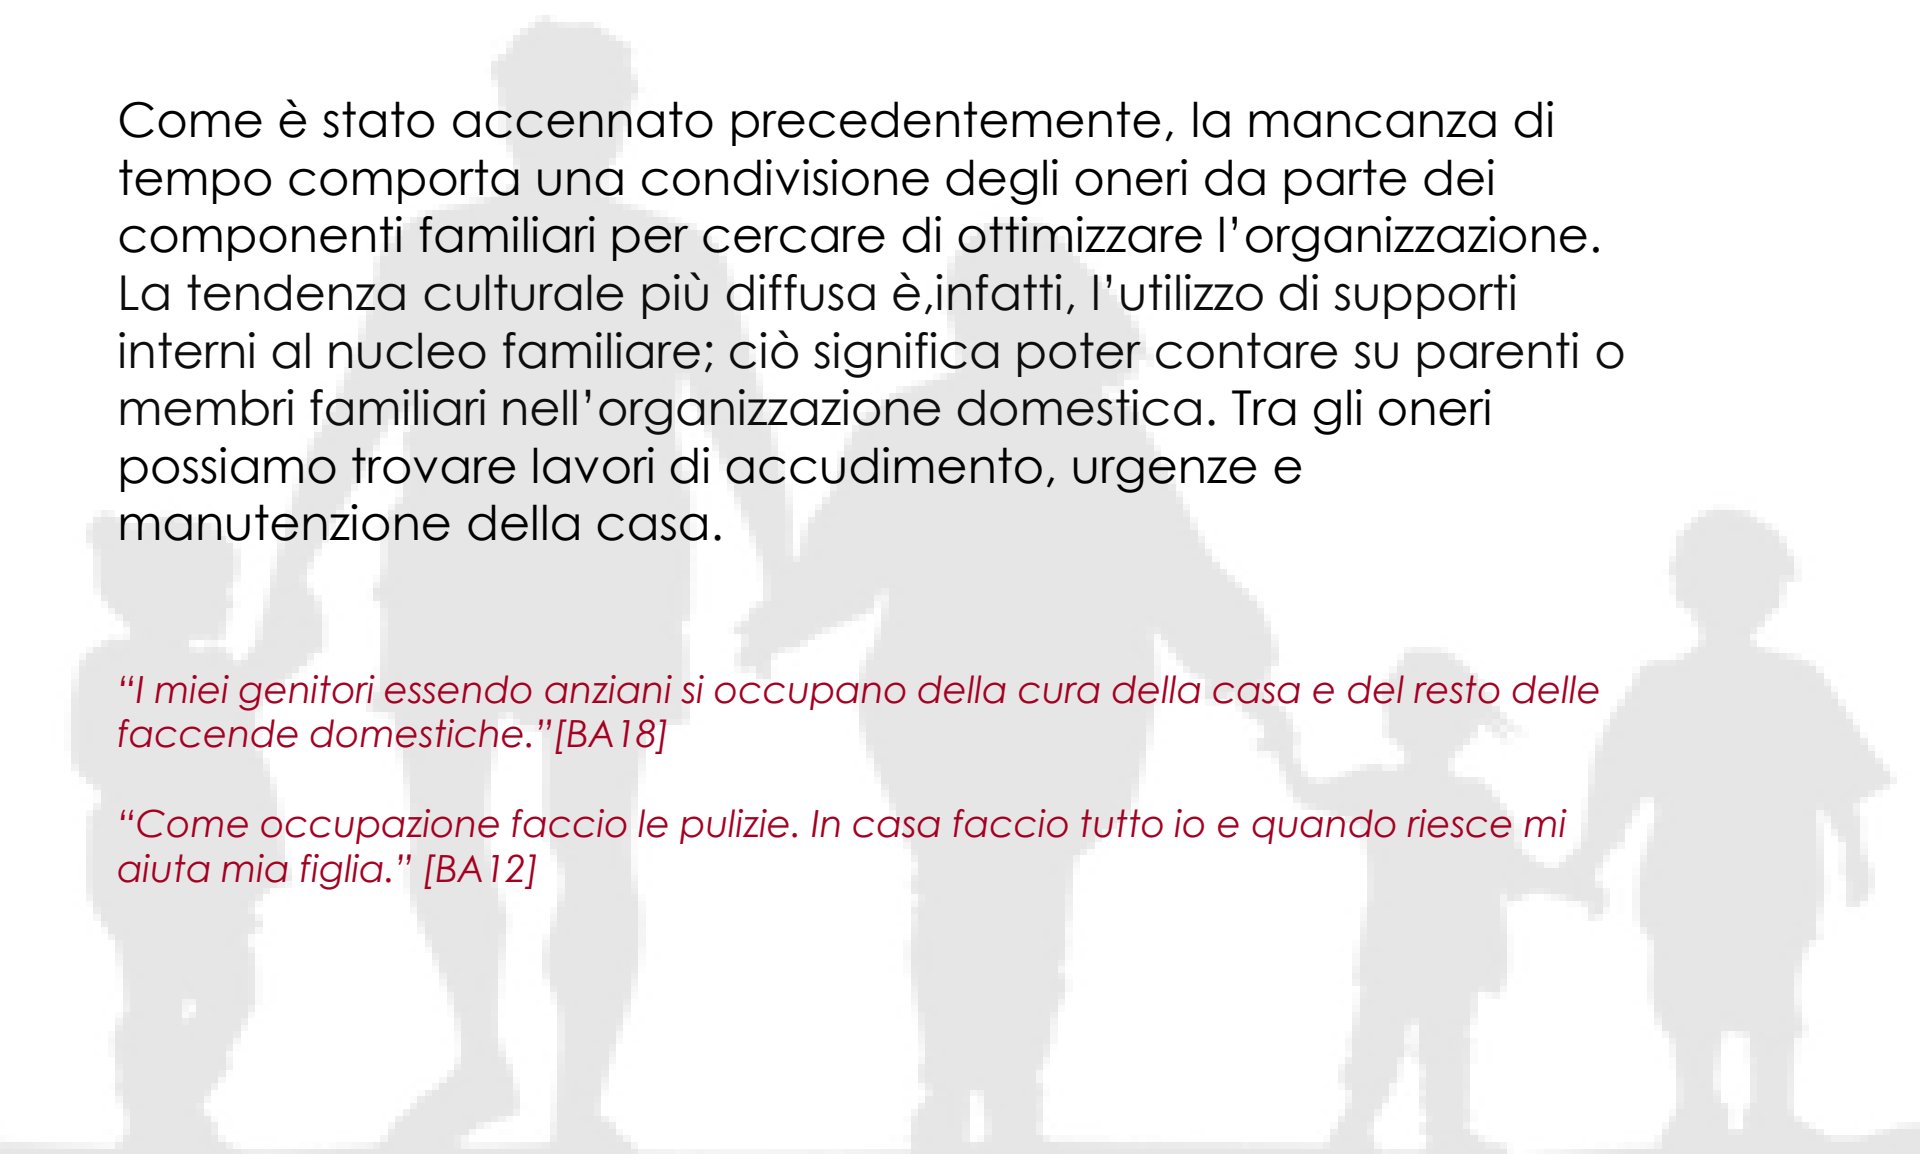 Come è stato accennato precedentemente, la mancanza di
tempo comporta una condivisione degli oneri da parte dei
componenti familiari per cercare di ottimizzare l’organizzazione.
La tendenza culturale più diffusa è,infatti, l’utilizzo di supporti
interni al nucleo familiare; ciò significa poter contare su parenti o
membri familiari nell’organizzazione domestica. Tra gli oneri
possiamo trovare lavori di accudimento, urgenze e
manutenzione della casa.
“I miei genitori essendo anziani si occupano della cura della casa e del resto delle
faccende domestiche.”[BA18]
“Come occupazione faccio le pulizie. In casa faccio tutto io e quando riesce mi
aiuta mia figlia.” [BA12]